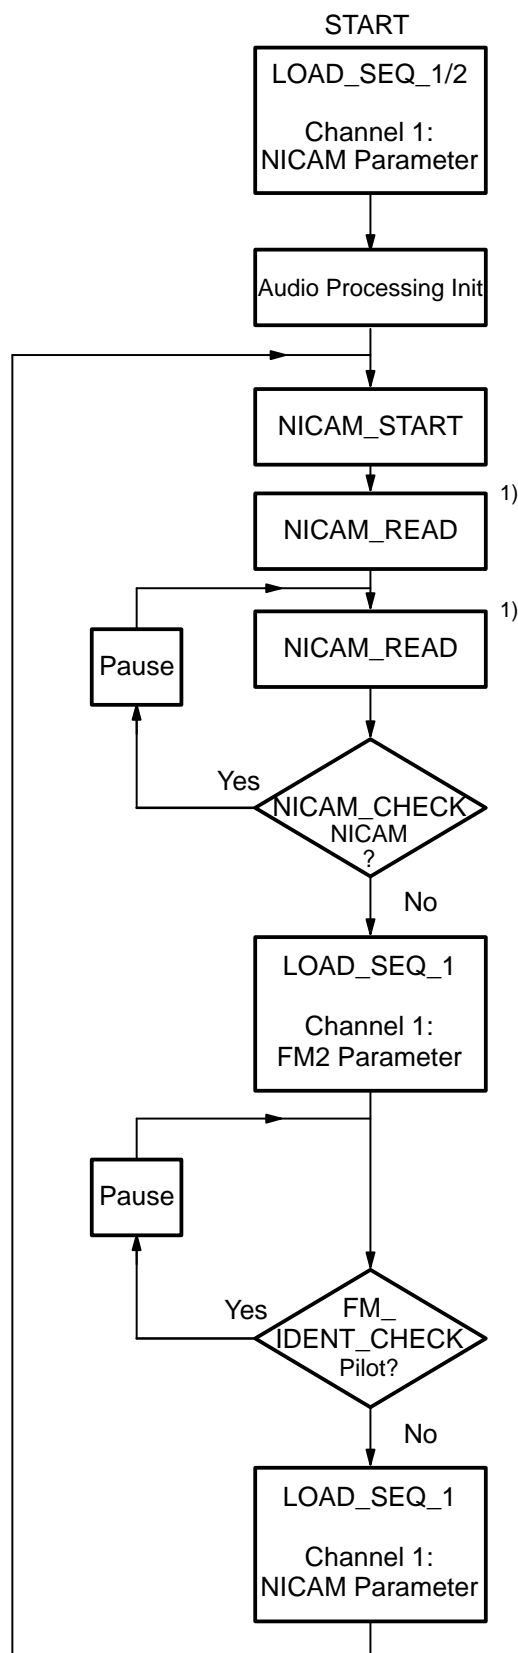 START
LOAD_SEQ_1/2
Channel 1:
NICAM Parameter
Audio Processing Init
NICAM_START
1)
NICAM_READ
1)
NICAM_READ
Pause
Yes
NICAM_CHECK
NICAM
?
No
LOAD_SEQ_1
Channel 1:
FM2 Parameter
Pause
Yes
FM_
IDENT_CHECK
Pilot?
No
LOAD_SEQ_1
Channel 1:
NICAM Parameter